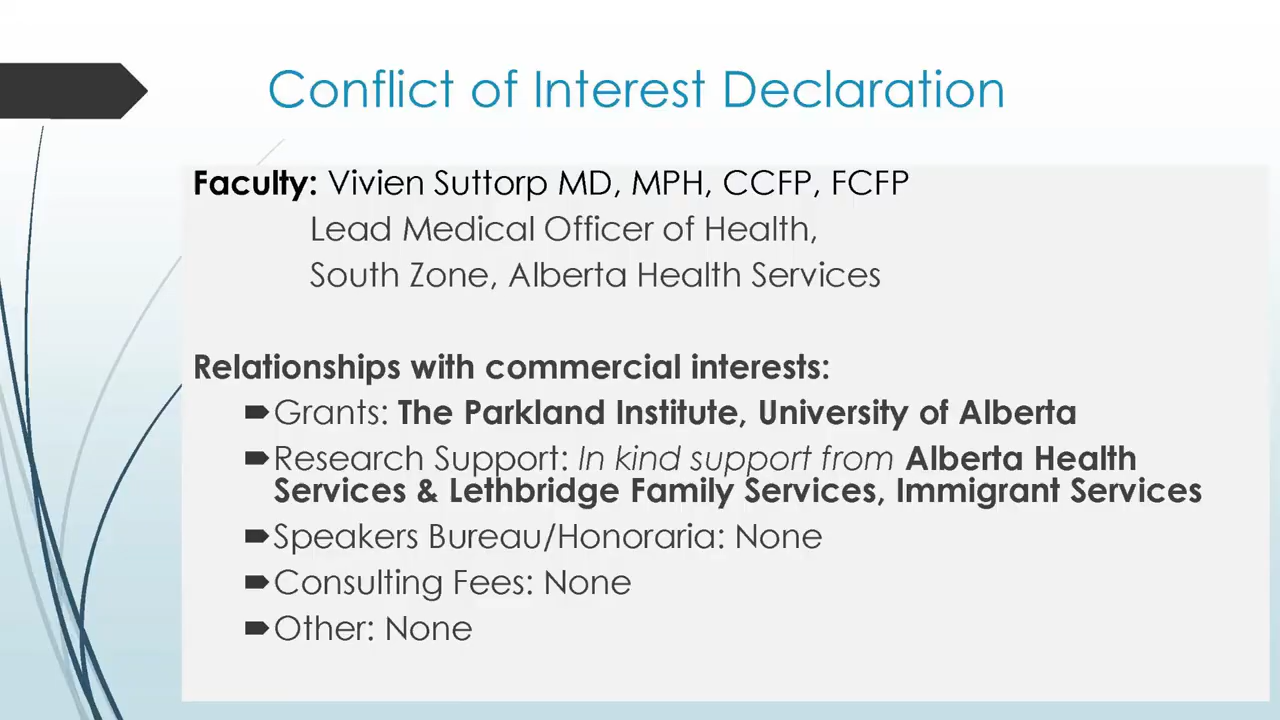 Conflict of Interest Declaration
Faculty: Vivien Suttorp MD, MPH, CCFP, FCFP
Lead Medical Officer of Health,
South Zone, Alberta Health Services
Relationships with commercial interests:
Grants: The Parkland Institute, University of Alberta
Research Support: In kind support from Alberta Health
Services & Lethbridge Family Services, Immigrant Services
Speakers Bureau/Honoraria: None
Consulting Fees: None
Other: None